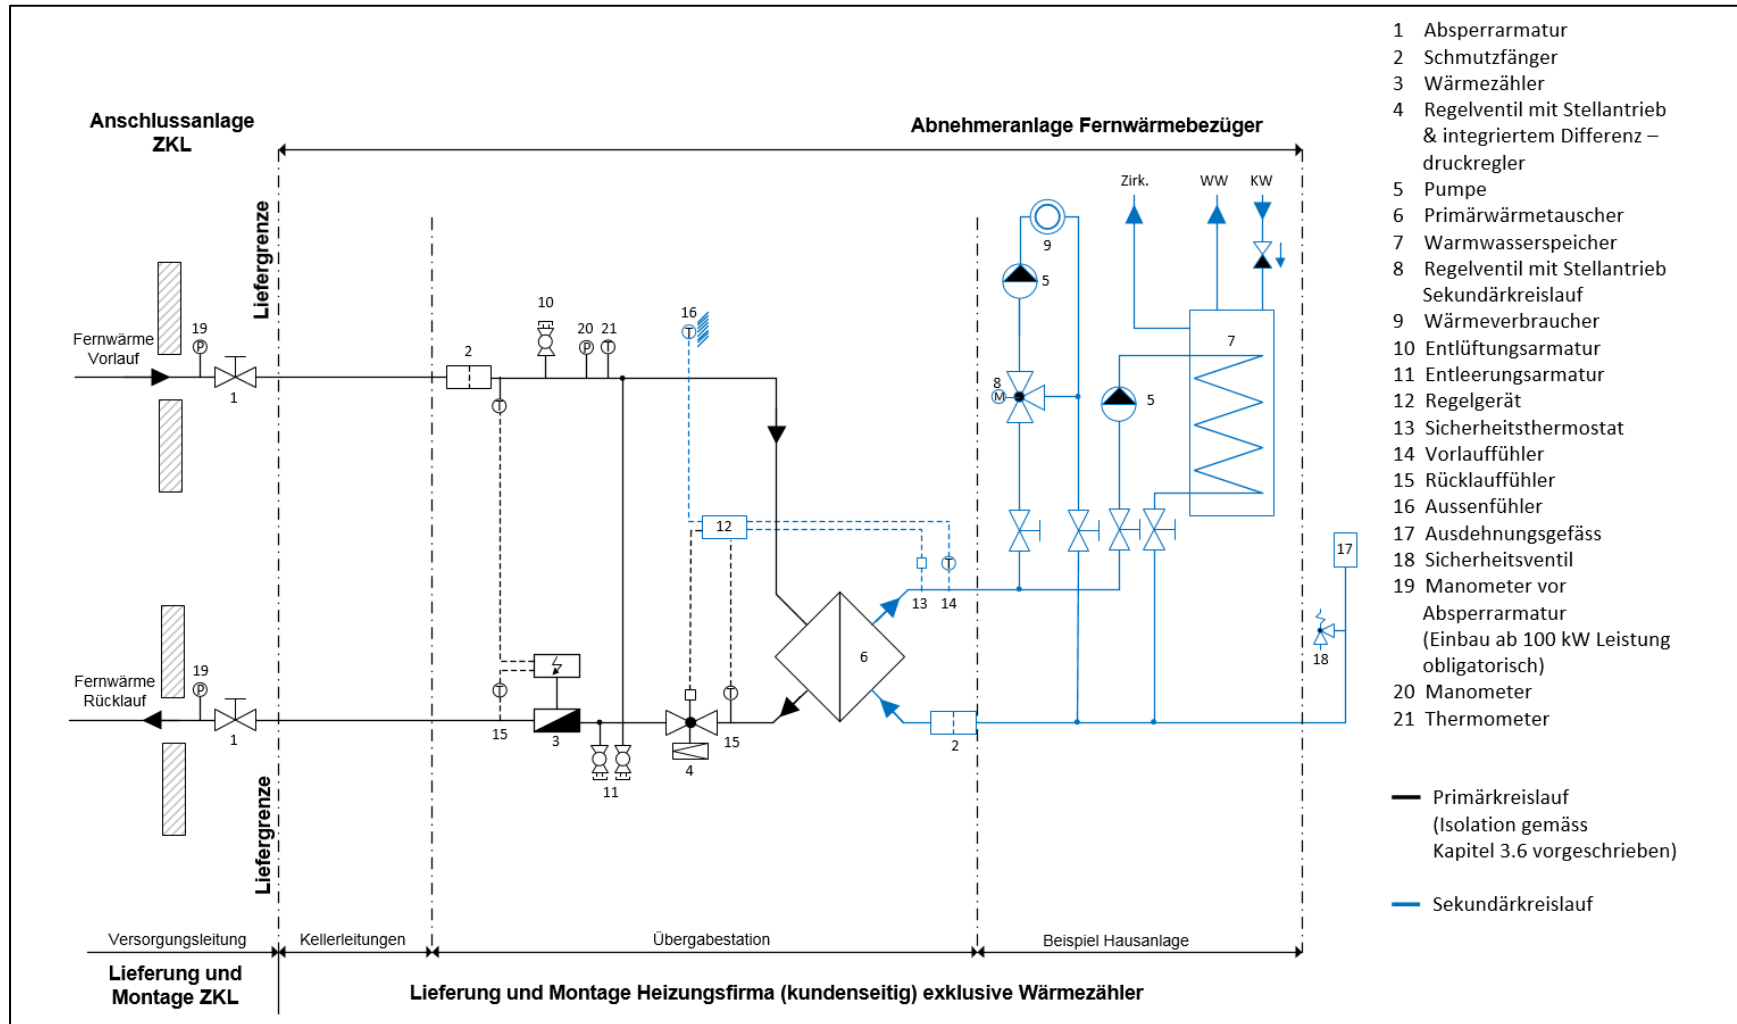 Anschlussanlage
ZKL
Abnehmeranlage Fernwärmebezüger
Liefergrenze
Zirk.
WW
KW
9
5
10
16
T
20
21
19
P
P
T
2
Fernwärme
Vorlauf
1
T
8
M
5
7
12
T
13
14
17
18
6
Fernwärme
Rücklauf
19
P
1
T
15
3
T
15
4
11
2
Liefergrenze
Versorgungsleitung
Kellerleitungen
Übergabestation
Beispiel Hausanlage
Lieferung und
Montage ZKL
Lieferung und Montage Heizungsfirma (kundenseitig) exklusive Wärmezähler
1 Absperrarmatur
2 Schmutzfänger
3 Wärmezähler
4 Regelventil mit Stellantrieb
& integriertem Differenz –
druckregler
5 Pumpe
6 Primärwärmetauscher
7 Warmwasserspeicher
8 Regelventil mit Stellantrieb
Sekundärkreislauf
9 Wärmeverbraucher
10 Entlüftungsarmatur
11 Entleerungsarmatur
12 Regelgerät
13 Sicherheitsthermostat
14 Vorlauffühler
15 Rücklauffühler
16 Aussenfühler
17 Ausdehnungsgefäss
18 Sicherheitsventil
19 Manometer vor
Absperrarmatur
(Einbau ab 100 kW Leistung
obligatorisch)
20 Manometer
21 Thermometer
Primärkreislauf
(Isolation gemäss
Kapitel 3.6 vorgeschrieben)
Sekundärkreislauf